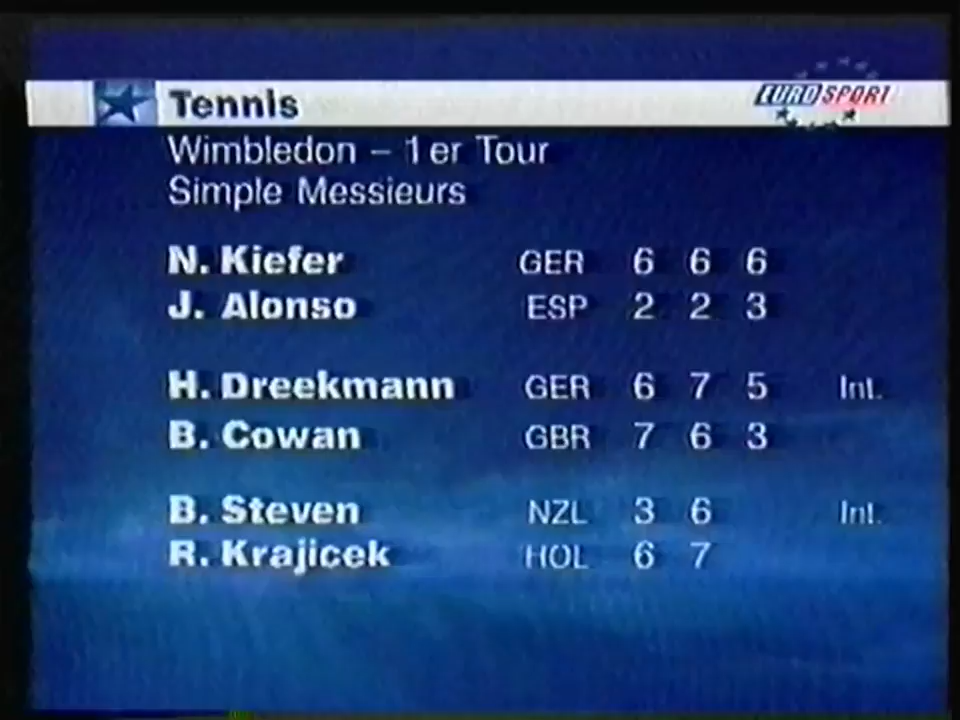 Tennis
EUROSPORT
Wimbledon – 1er Tour
Simple Messieurs
N. Kiefer GER 6 6 6
J. Alonso ESP 2 2 3
H. Dreekmann GER 6 7 5 Int.
B. Cowan GBR 7 6 3
B. Steven NZL 3 6 Int.
R. Krajicek HOL 6 7